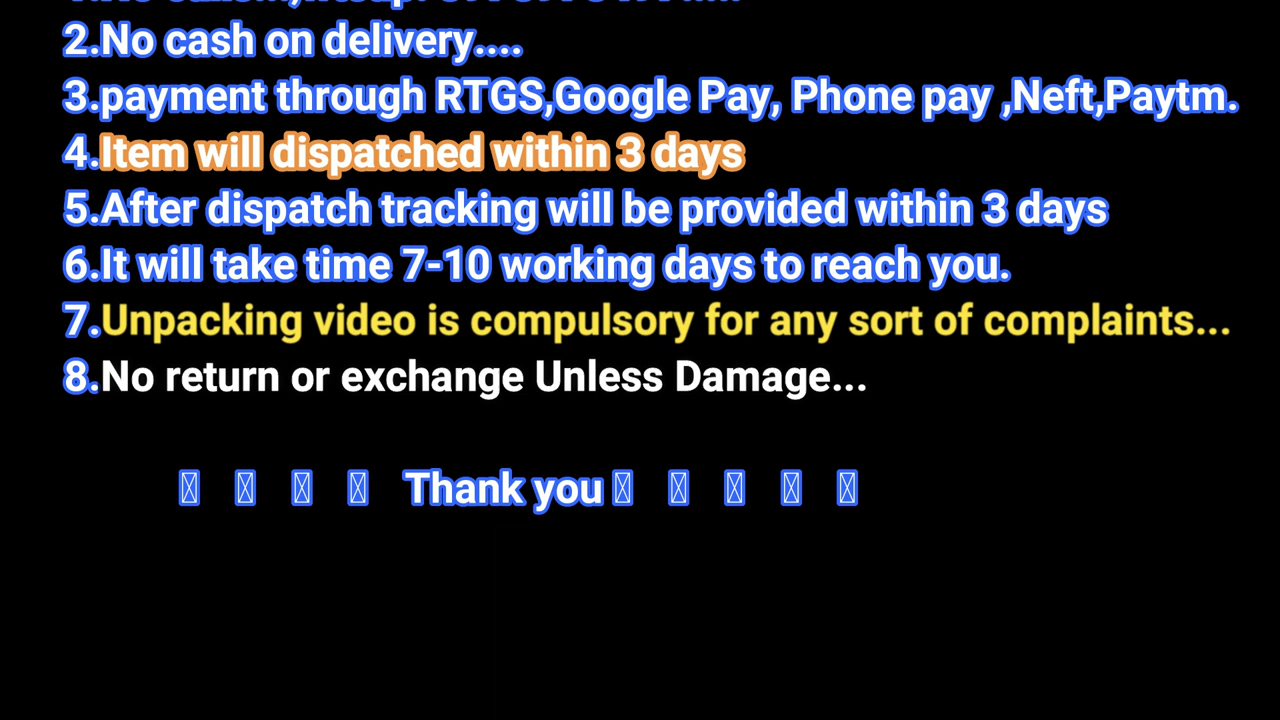 2.No cash on delivery....
3.payment through RTGS,Google Pay, Phone pay ,Neft,Paytm.
4.Item will dispatched within 3 days
5.After dispatch tracking will be provided within 3 days
6.It will take time 7-10 working days to reach you.
7.Unpacking video is compulsory for any sort of complaints...
8.No return or exchange Unless Damage...
Thank you